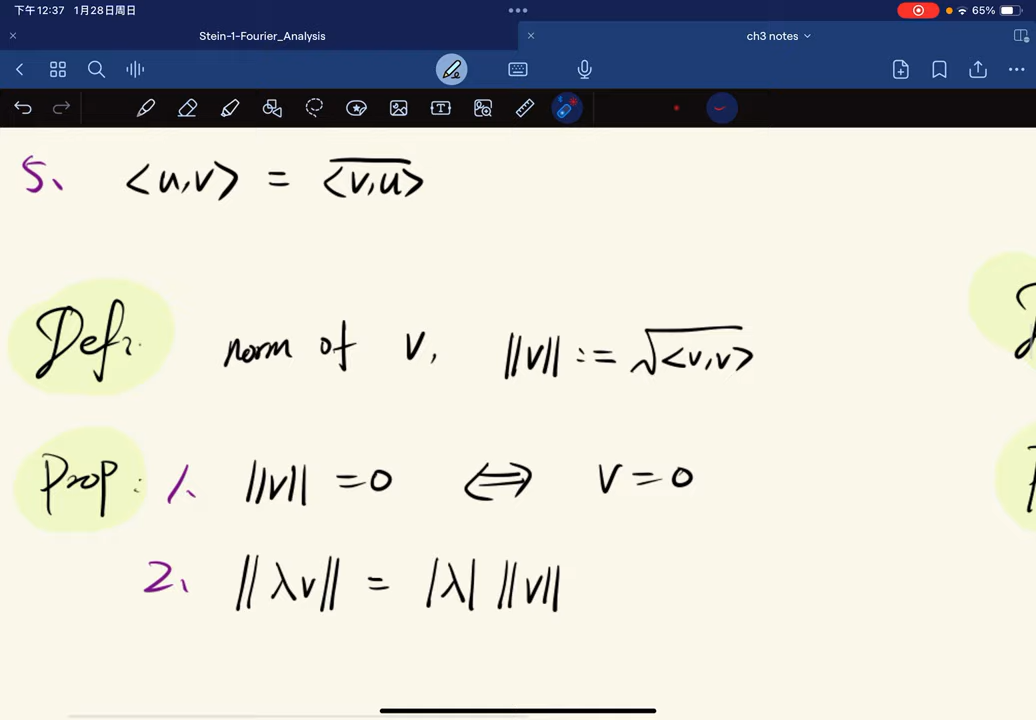 下午12:37 1月28日周日 65%
Stein-1-Fourier_Analysis ch3 notes
5、 <u,v> = \overline{<v,u>}
Def: norm of v, ||v|| := √<v,v>
Prop: 1、 ||v|| = 0 ⟺ v = 0
2、 ||λv|| = |λ| ||v||